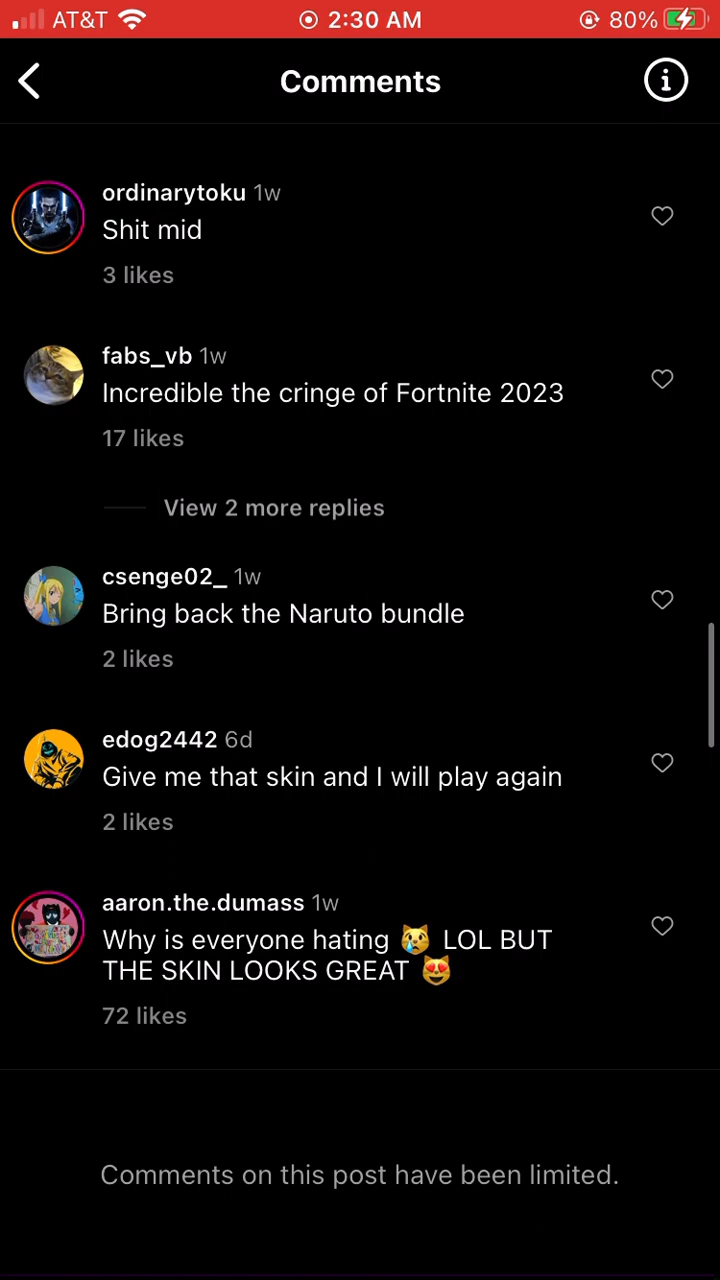 AT&T 2:30 AM 80%
Comments
ordinarytoku 1w
Shit mid
3 likes
fabs_vb 1w
Incredible the cringe of Fortnite 2023
17 likes
View 2 more replies
csenge02_ 1w
Bring back the Naruto bundle
2 likes
edog2442 6d
Give me that skin and I will play again
2 likes
aaron.the.dumass 1w
Why is everyone hating 😿 LOL BUT
THE SKIN LOOKS GREAT 😻
72 likes
Comments on this post have been limited.